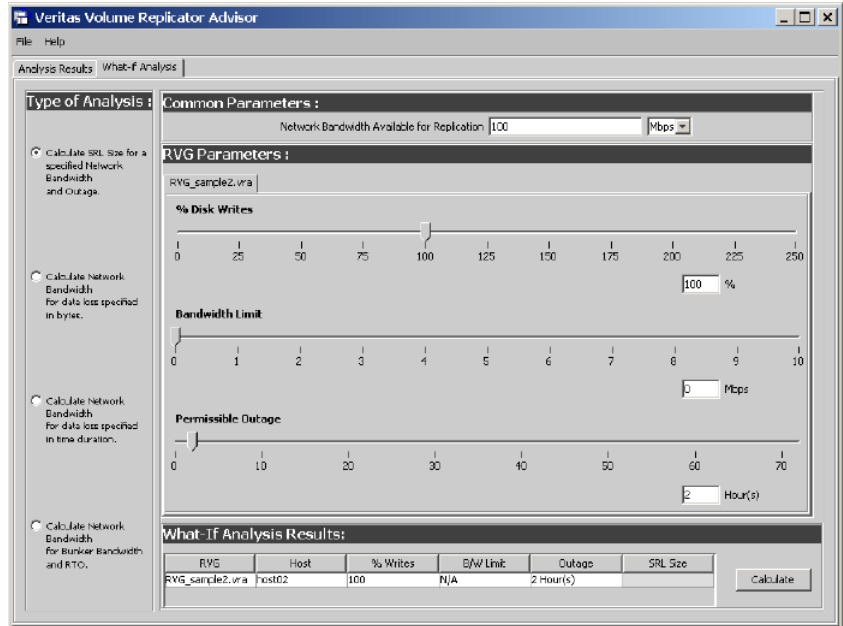 Veritas Volume Replicator Advisor
File Help
Analysis Results What-if Analysis
Type of Analysis :
Calculate SRL Size for a
specified Network
Bandwidth
and Outage.
Calculate Network
Bandwidth
for data loss specified
in bytes.
Calculate Network
Bandwidth
for data loss specified
in time duration.
Calculate Network
Bandwidth
for Bunker Bandwidth
and RTO.
Common Parameters :
Network Bandwidth Available for Replication 100 Mbps
RVG Parameters :
RVG_sample2.vra
% Disk Writes
0 25 50 75 100 125 150 175 200 225 250
100 %
Bandwidth Limit
0 1 2 3 4 5 6 7 8 9 10
0 Mbps
Permissible Outage
0 10 20 30 40 50 60 70
2 Hour(s)
What-If Analysis Results:
RVG Host % Writes B/W Limit Outage SRL Size
RVG_sample2.vra host02 100 N/A 2 Hour(s)
Calculate